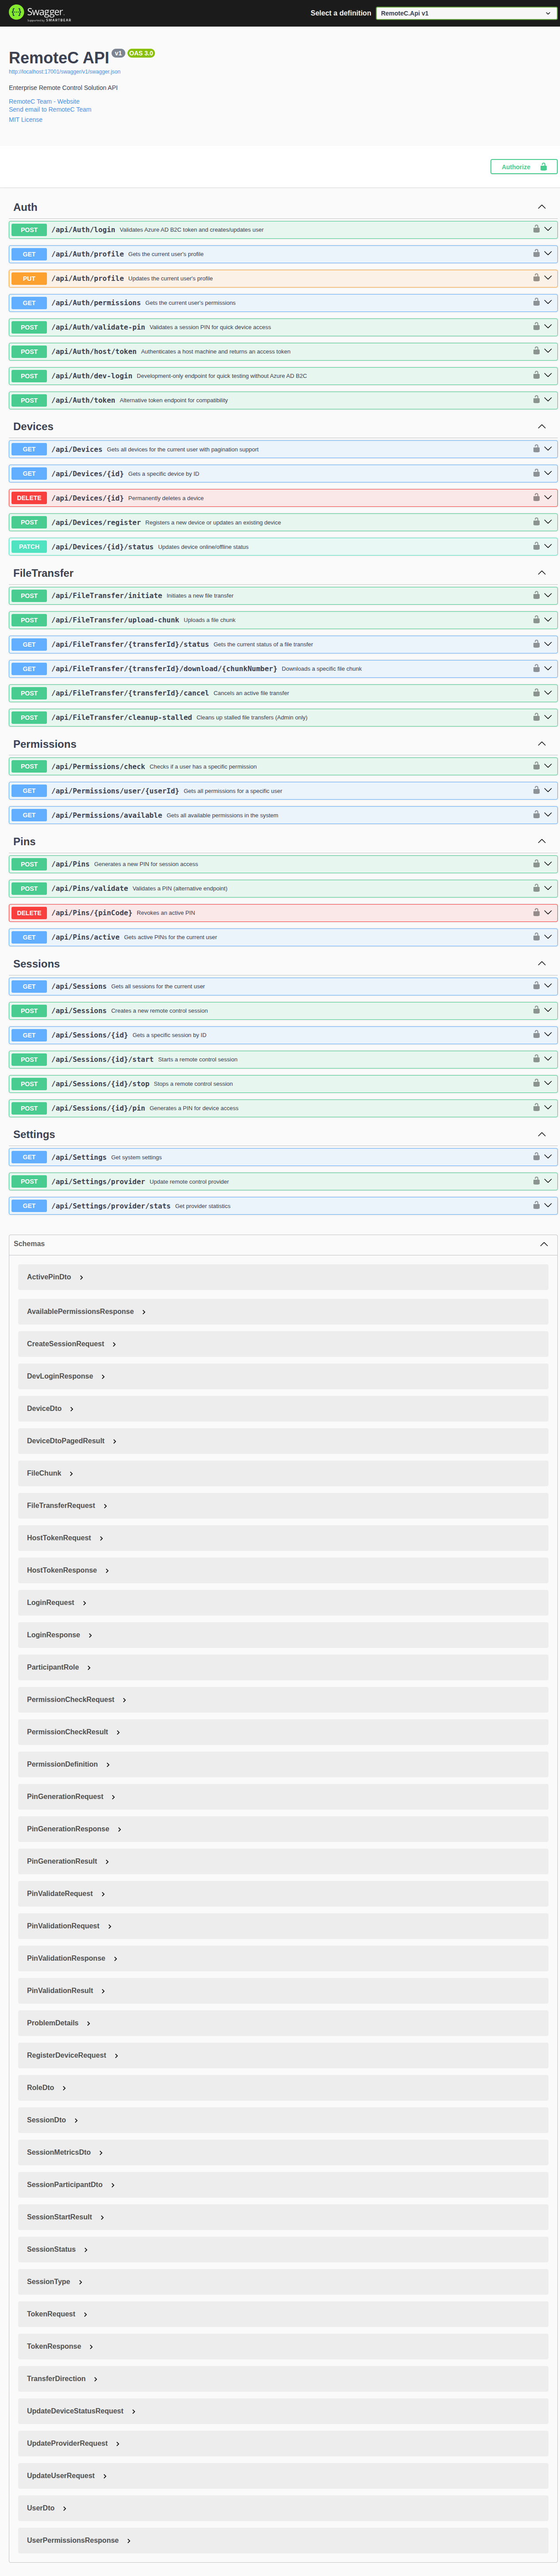 Swagger
Supported by SMARTBEAR
Select a definition
RemoteC.Api v1
RemoteC API v1 OAS 3.0
http://localhost:17001/swagger/v1/swagger.json
Enterprise Remote Control Solution API
RemoteC Team - Website
Send email to RemoteC Team
MIT License
Authorize
Auth
POST /api/Auth/login Validates Azure AD B2C token and creates/updates user
GET /api/Auth/profile Gets the current user's profile
PUT /api/Auth/profile Updates the current user's profile
GET /api/Auth/permissions Gets the current user's permissions
POST /api/Auth/validate-pin Validates a session PIN for quick device access
POST /api/Auth/host/token Authenticates a host machine and returns an access token
POST /api/Auth/dev-login Development-only endpoint for quick testing without Azure AD B2C
POST /api/Auth/token Alternative token endpoint for compatibility
Devices
GET /api/Devices Gets all devices for the current user with pagination support
GET /api/Devices/{id} Gets a specific device by ID
DELETE /api/Devices/{id} Permanently deletes a device
POST /api/Devices/register Registers a new device or updates an existing device
PATCH /api/Devices/{id}/status Updates device online/offline status
FileTransfer
POST /api/FileTransfer/initiate Initiates a new file transfer
POST /api/FileTransfer/upload-chunk Uploads a file chunk
GET /api/FileTransfer/{transferId}/status Gets the current status of a file transfer
GET /api/FileTransfer/{transferId}/download/{chunkNumber} Downloads a specific file chunk
POST /api/FileTransfer/{transferId}/cancel Cancels an active file transfer
POST /api/FileTransfer/cleanup-stalled Cleans up stalled file transfers (Admin only)
Permissions
POST /api/Permissions/check Checks if a user has a specific permission
GET /api/Permissions/user/{userId} Gets all permissions for a specific user
GET /api/Permissions/available Gets all available permissions in the system
Pins
POST /api/Pins Generates a new PIN for session access
POST /api/Pins/validate Validates a PIN (alternative endpoint)
DELETE /api/Pins/{pinCode} Revokes an active PIN
GET /api/Pins/active Gets active PINs for the current user
Sessions
GET /api/Sessions Gets all sessions for the current user
POST /api/Sessions Creates a new remote control session
GET /api/Sessions/{id} Gets a specific session by ID
POST /api/Sessions/{id}/start Starts a remote control session
POST /api/Sessions/{id}/stop Stops a remote control session
POST /api/Sessions/{id}/pin Generates a PIN for device access
Settings
GET /api/Settings Get system settings
POST /api/Settings/provider Update remote control provider
GET /api/Settings/provider/stats Get provider statistics
Schemas
ActivePinDto
AvailablePermissionsResponse
CreateSessionRequest
DevLoginResponse
DeviceDto
DeviceDtoPagedResult
FileChunk
FileTransferRequest
HostTokenRequest
HostTokenResponse
LoginRequest
LoginResponse
ParticipantRole
PermissionCheckRequest
PermissionCheckResult
PermissionDefinition
PinGenerationRequest
PinGenerationResponse
PinGenerationResult
PinValidateRequest
PinValidationRequest
PinValidationResponse
PinValidationResult
ProblemDetails
RegisterDeviceRequest
RoleDto
SessionDto
SessionMetricsDto
SessionParticipantDto
SessionStartResult
SessionStatus
SessionType
TokenRequest
TokenResponse
TransferDirection
UpdateDeviceStatusRequest
UpdateProviderRequest
UpdateUserRequest
UserDto
UserPermissionsResponse